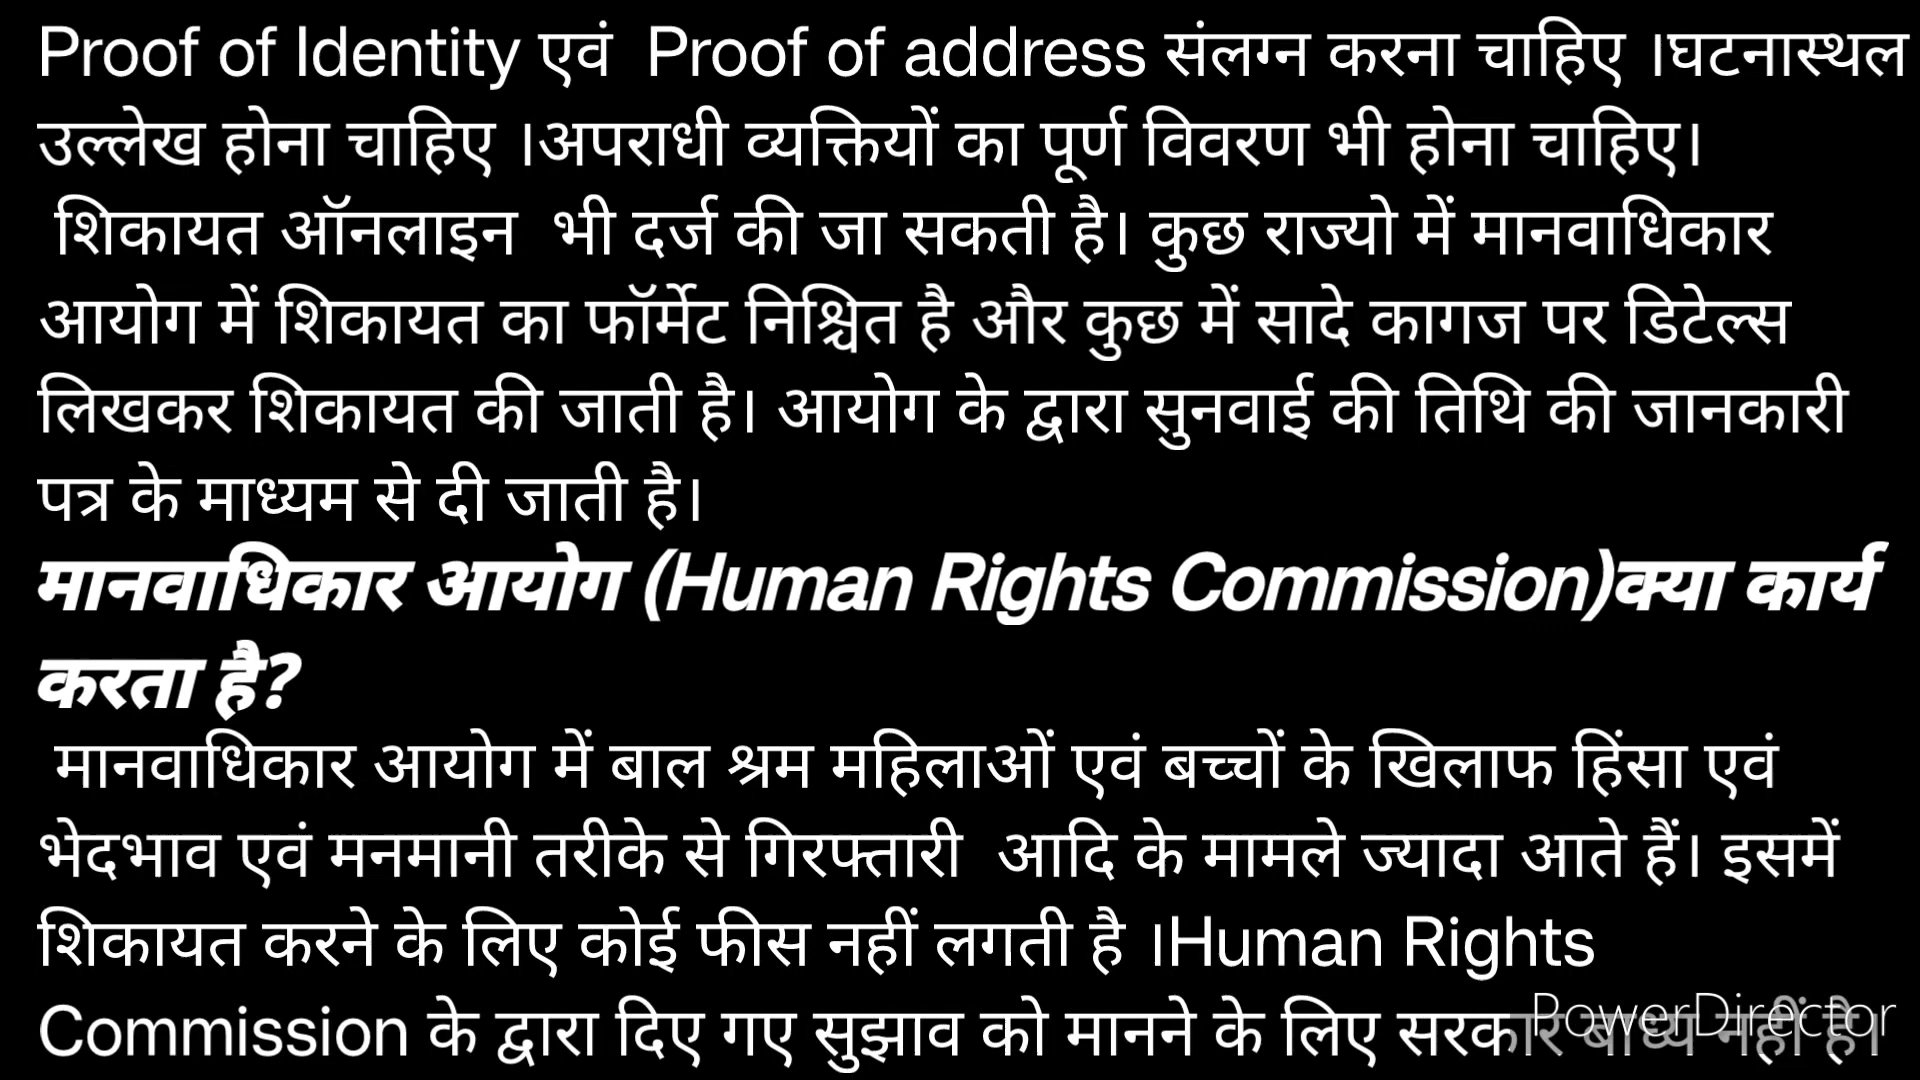 Proof of Identity एवं  Proof of address संलग्न करना चाहिए ।घटनास्थल
उल्लेख होना चाहिए ।अपराधी व्यक्तियों का पूर्ण विवरण भी होना चाहिए।
शिकायत ऑनलाइन  भी दर्ज की जा सकती है। कुछ राज्यो में मानवाधिकार
आयोग में शिकायत का फॉर्मेट निश्चित है और कुछ में सादे कागज पर डिटेल्स
लिखकर शिकायत की जाती है। आयोग के द्वारा सुनवाई की तिथि की जानकारी
पत्र के माध्यम से दी जाती है।
मानवाधिकार आयोग (Human Rights Commission)क्या कार्य
करता है?
मानवाधिकार आयोग में बाल श्रम महिलाओं एवं बच्चों के खिलाफ हिंसा एवं
भेदभाव एवं मनमानी तरीके से गिरफ्तारी  आदि के मामले ज्यादा आते हैं। इसमें
शिकायत करने के लिए कोई फीस नहीं लगती है ।Human Rights
Commission के द्वारा दिए गए सुझाव को मानने के लिए सरकार बाध्य नहीं है।
PowerDirector